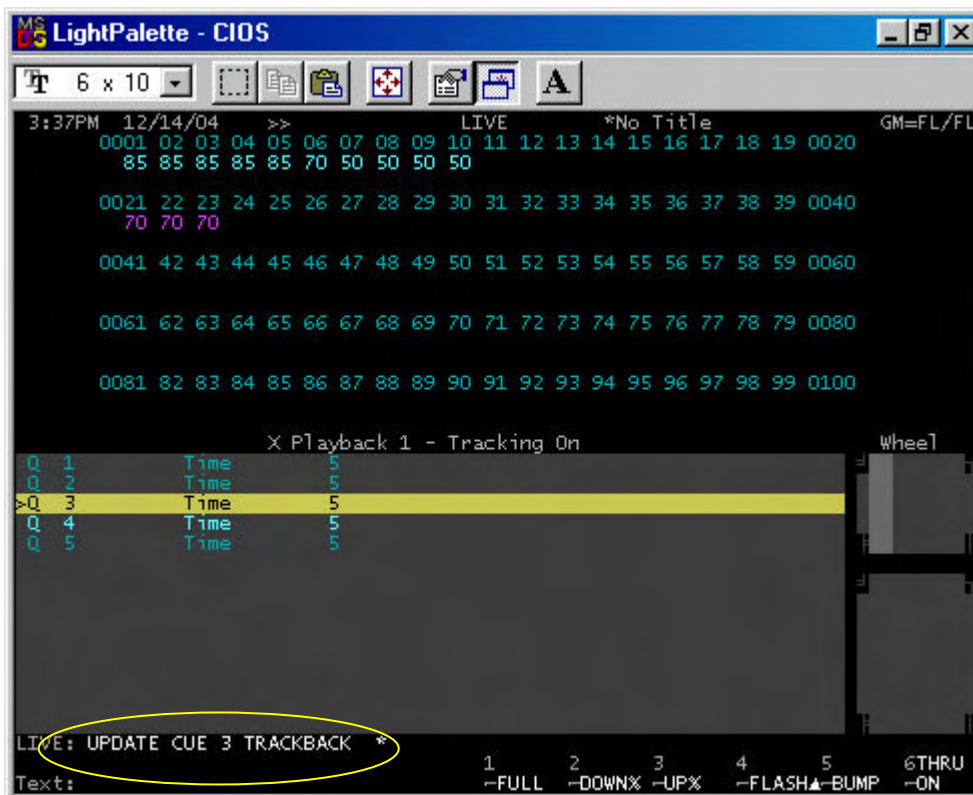 LightPalette - CIOS
6 x 10
A
3:37PM 12/14/04 >> LIVE *No Title GM=FL/FL
0001 02 03 04 05 06 07 08 09 10 11 12 13 14 15 16 17 18 19 0020
85 85 85 85 85 70 50 50 50 50
0021 22 23 24 25 26 27 28 29 30 31 32 33 34 35 36 37 38 39 0040
70 70 70
0041 42 43 44 45 46 47 48 49 50 51 52 53 54 55 56 57 58 59 0060
0061 62 63 64 65 66 67 68 69 70 71 72 73 74 75 76 77 78 79 0080
0081 82 83 84 85 86 87 88 89 90 91 92 93 94 95 96 97 98 99 0100
X Playback 1 - Tracking On Wheel
Q 1 Time 5
Q 2 Time 5
>Q 3 Time 5
Q 4 Time 5
Q 5 Time 5
LIVE: UPDATE CUE 3 TRACKBACK *
1 2 3 4 5 6THRU
Text: ⌐FULL ⌐DOWN% ⌐UP% ⌐FLASH▲⌐BUMP ⌐ON